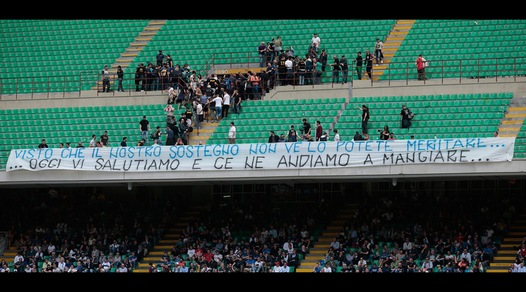 VISTO CHE IL NOSTRO SOSTEGNO NON VE LO POTETE MERITARE...
...OGGI VI SALUTIAMO E CE NE ANDIAMO A MANGIARE...